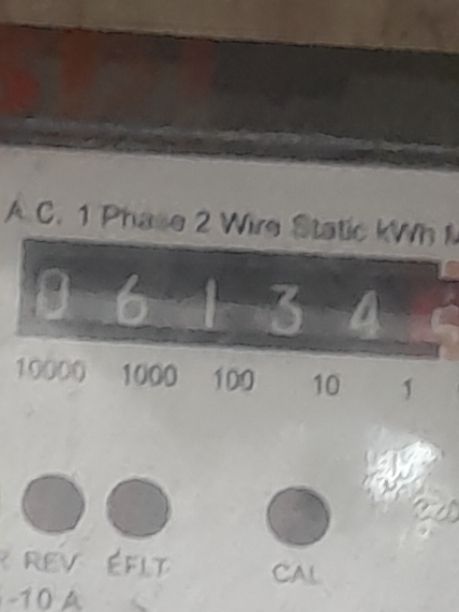 A.C. 1 Phase 2 Wire Static kWh
0 6 1 3 4
10000 1000 100 10 1
REV EFLT CAL
-10 A